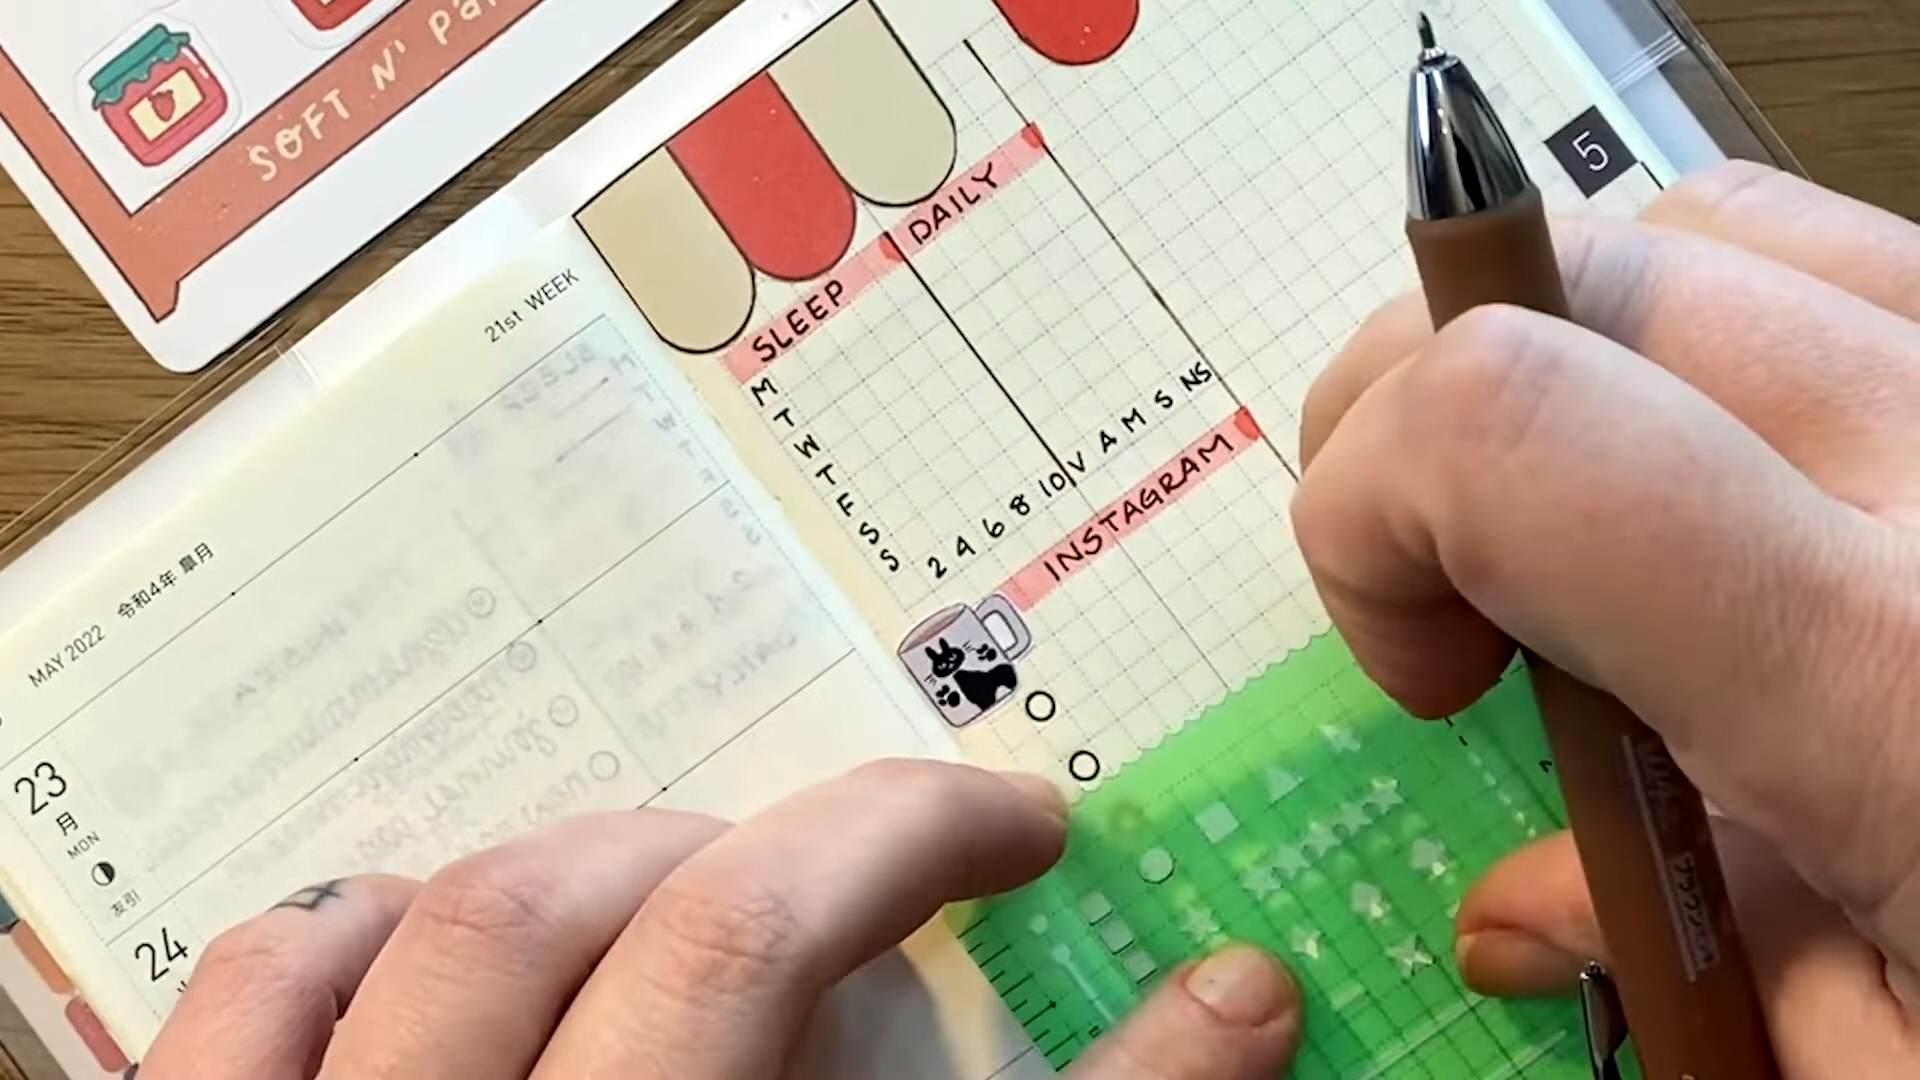 SOFT N' Pa
21st WEEK
MAY 2022 令和4年 皐月
23
月
MON
友引
24
5
SLEEP
DAILY
M
T
W
T
F
S
S
2 4 6 8 10 V A M S NS
INSTAGRAM